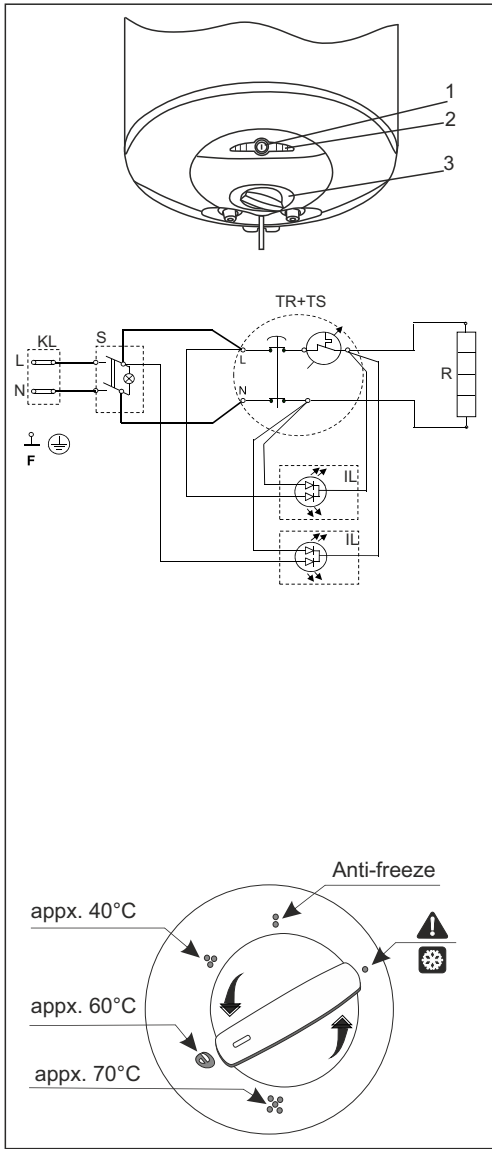 1
2
3
TR+TS
KL
S
L
L
R
N
N
F
IL
IL
Anti-freeze
appx. 40°C
appx. 60°C
appx. 70°C